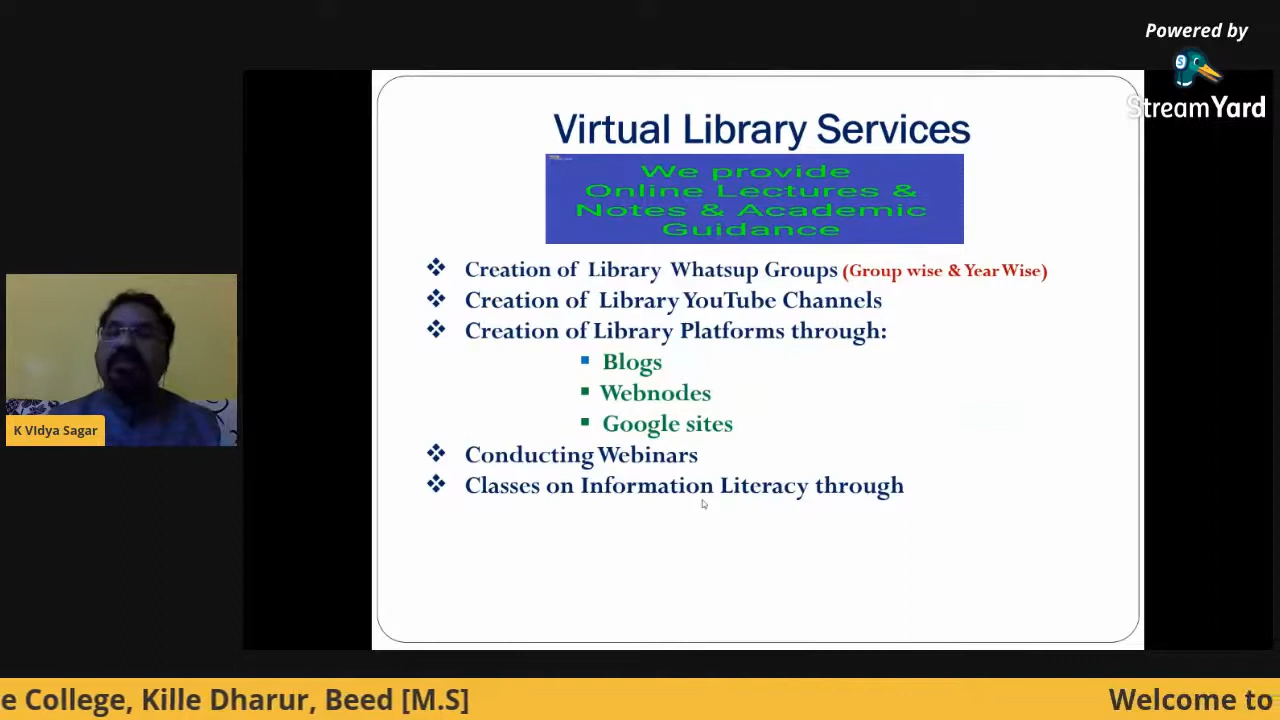 Powered by
StreamYard
Virtual Library Services
We provide
Online Lectures &
Notes & Academic
Guidance
Creation of Library Whatsup Groups (Group wise & Year Wise)
Creation of Library YouTube Channels
Creation of Library Platforms through:
Blogs
Webnodes
Google sites
Conducting Webinars
Classes on Information Literacy through
K VIdya Sagar
e College, Kille Dharur, Beed [M.S]
Welcome to